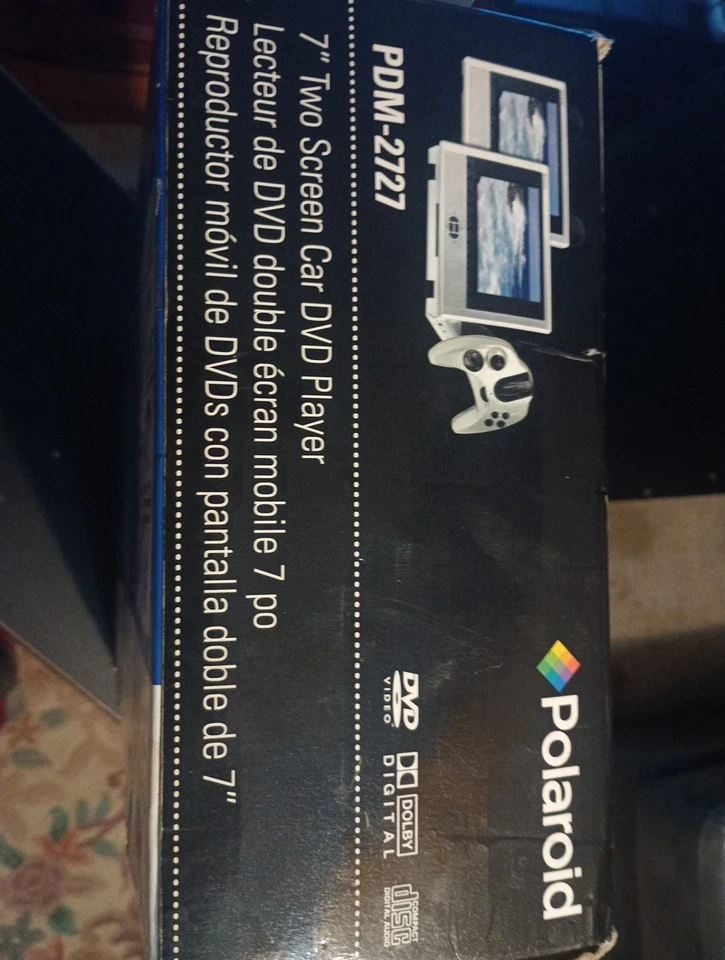 Polaroid
PDM-2727
DVD
VIDEO
DOLBY
DIGITAL
COMPACT
disc
DIGITAL AUDIO
7" Two Screen Car DVD Player
Lecteur de DVD double écran mobile 7 po
Reproductor móvil de DVDs con pantalla doble de 7"